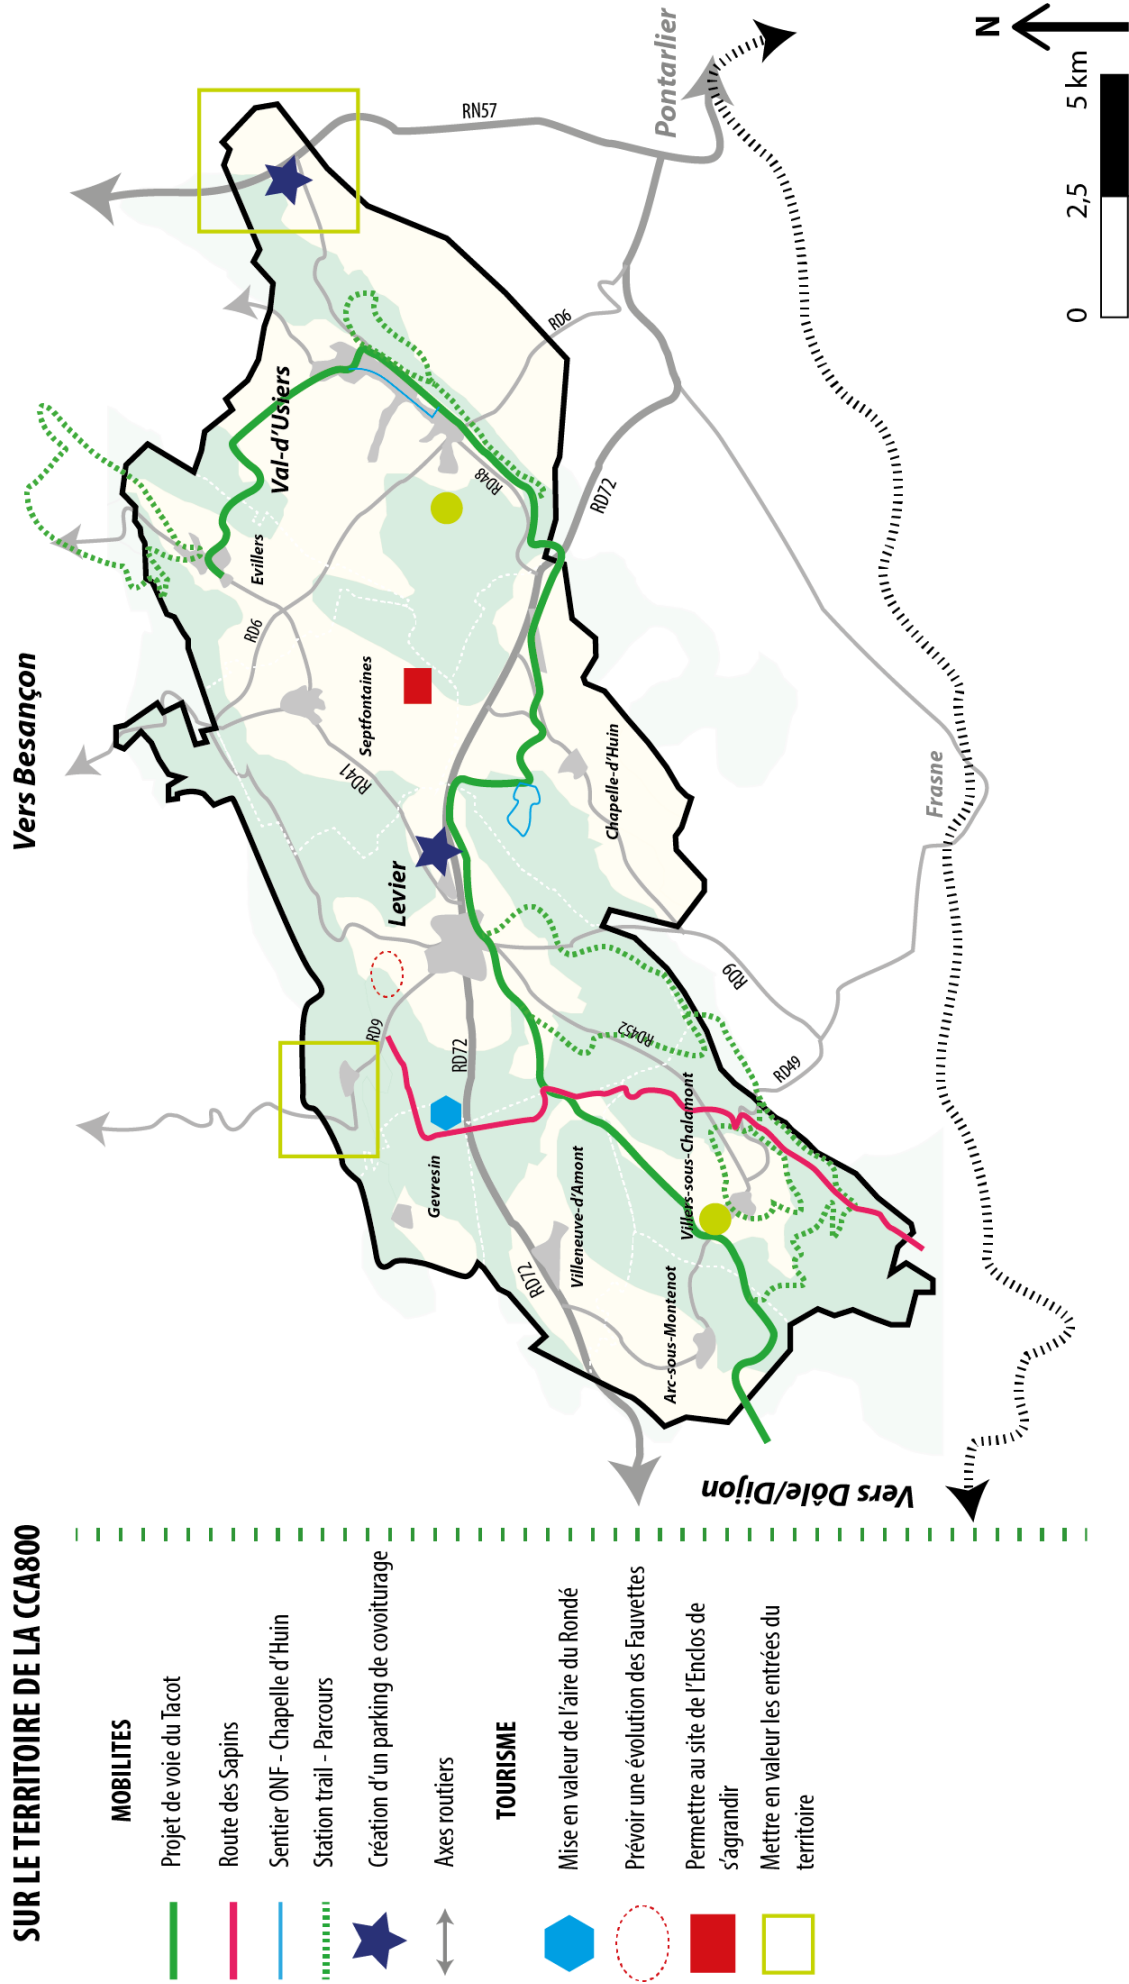 SUR LE TERRITOIRE DE LA CCA800
MOBILITES
Projet de voie du Tacot
Route des Sapins
Sentier ONF - Chapelle d'Huin
Station trail - Parcours
Création d'un parking de covoiturage
Axes routiers
TOURISME
Mise en valeur de l'aire du Rondé
Prévoir une évolution des Fauvettes
Permettre au site de l'Enclos de
s'agrandir
Mettre en valeur les entrées du
territoire
Vers Besançon
Vers Dôle/Dijon
Pontarlier
Frasne
RN57
Val-d'Usiers
Evillers
RD6
RD6
RD48
RD72
Septfontaines
RD41
Levier
Chapelle-d'Huin
RD9
RD9
RD72
RD452
RD49
Gevresin
Villeneuve-d'Amont
Villers-sous-Chalamont
RD72
Arc-sous-Montenot
N
0
2,5
5 km